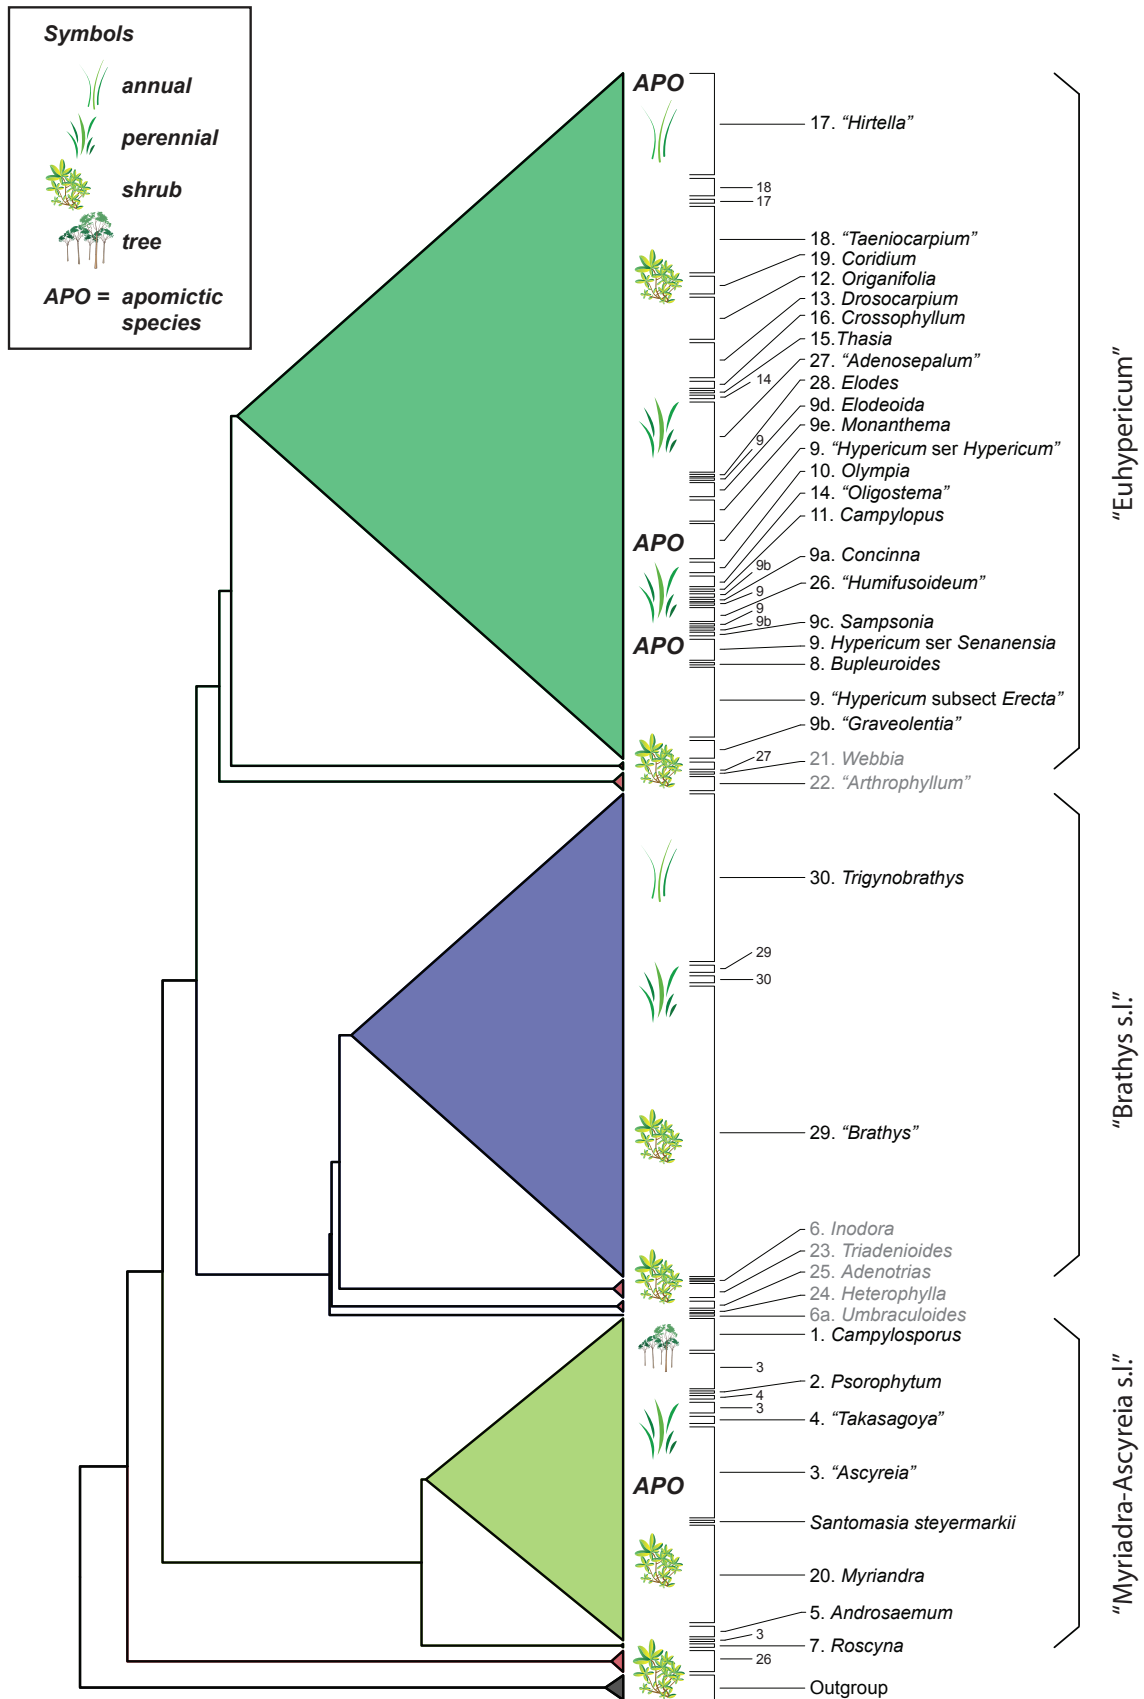 Symbols
annual
perennial
shrub
tree
APO = apomictic
species
APO
17. “Hirtella”
18
17
18. “Taeniocarpium”
19. Coridium
12. Origanifolia
13. Drosocarpium
16. Crossophyllum
15.Thasia
27. “Adenosepalum”
14
28. Elodes
9d. Elodeoida
9e. Monanthema
9
9. “Hypericum ser Hypericum”
10. Olympia
14. “Oligostema”
11. Campylopus
APO
9a. Concinna
9b
26. “Humifusoideum”
9
9
9b
9c. Sampsonia
APO
9. Hypericum ser Senanensia
8. Bupleuroides
9. “Hypericum subsect Erecta”
9b. “Graveolentia”
27
21. Webbia
22. “Arthrophyllum”
“Euhypericum”
30. Trigynobrathys
29
30
29. “Brathys”
6. Inodora
23. Triadenioides
25. Adenotrias
24. Heterophylla
6a. Umbraculoides
“Brathys s.l.”
1. Campylosporus
3
2. Psorophytum
4
3
4. “Takasagoya”
3. “Ascyreia”
APO
Santomasia steyermarkii
20. Myriandra
5. Androsaemum
3
7. Roscyna
26
Outgroup
“Myriadra-Ascyreia s.l.”